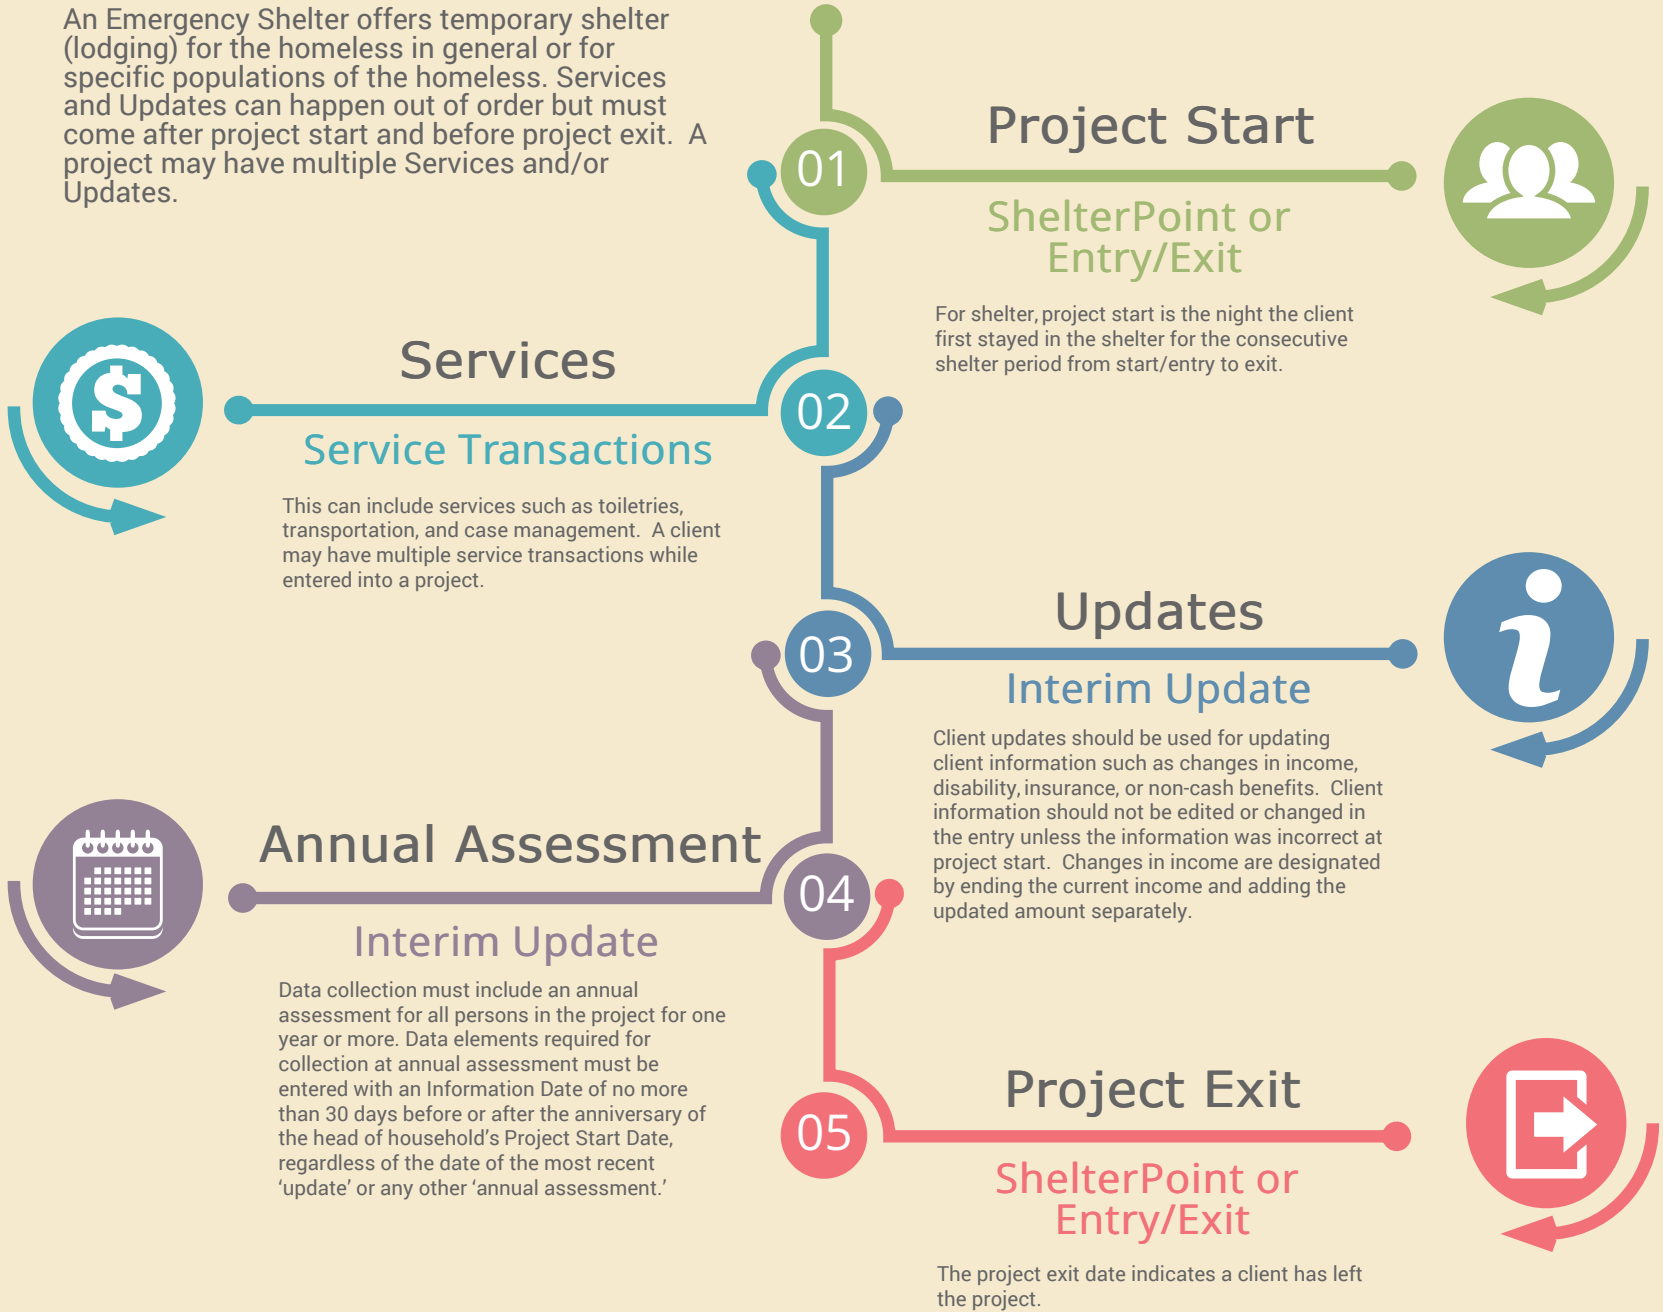 An Emergency Shelter offers temporary shelter
(lodging) for the homeless in general or for
specific populations of the homeless. Services
and Updates can happen out of order but must
come after project start and before project exit.  A
project may have multiple Services and/or
Updates.
01
Project Start
ShelterPoint or
Entry/Exit
For shelter, project start is the night the client
first stayed in the shelter for the consecutive
shelter period from start/entry to exit.
Services
02
Service Transactions
This can include services such as toiletries,
transportation, and case management.  A client
may have multiple service transactions while
entered into a project.
03
Updates
Interim Update
Client updates should be used for updating
client information such as changes in income,
disability, insurance, or non-cash benefits.  Client
information should not be edited or changed in
the entry unless the information was incorrect at
project start.  Changes in income are designated
by ending the current income and adding the
updated amount separately.
Annual Assessment
04
Interim Update
Data collection must include an annual
assessment for all persons in the project for one
year or more. Data elements required for
collection at annual assessment must be
entered with an Information Date of no more
than 30 days before or after the anniversary of
the head of household’s Project Start Date,
regardless of the date of the most recent
‘update’ or any other ‘annual assessment.’
05
Project Exit
ShelterPoint or
Entry/Exit
The project exit date indicates a client has left
the project.